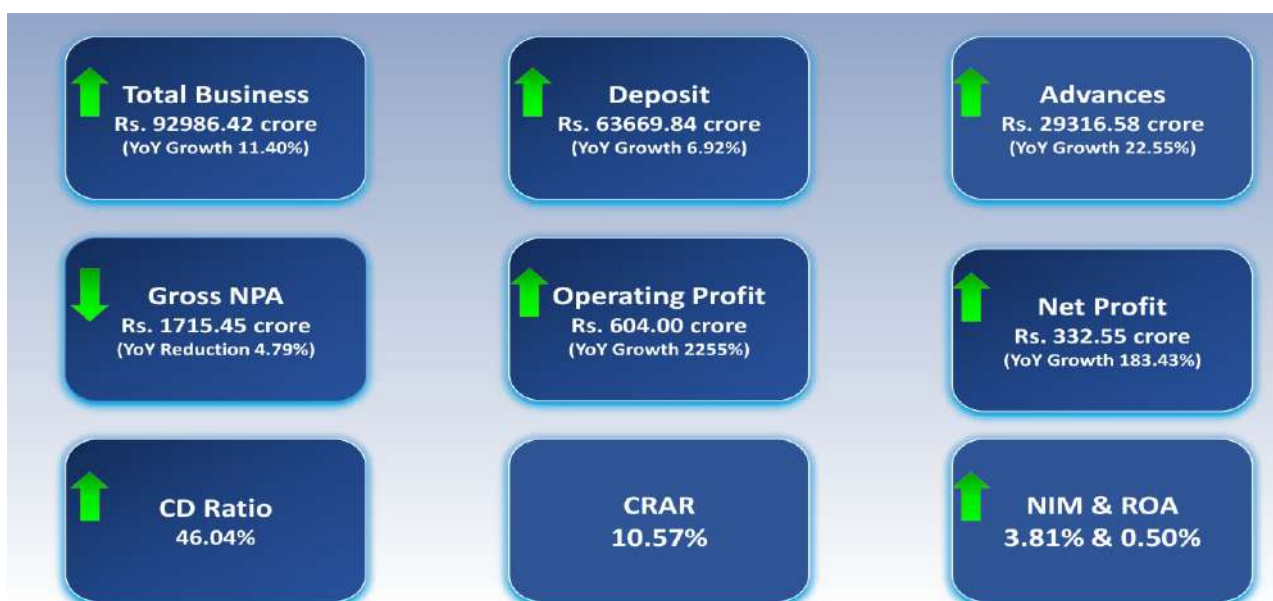 Total Business
Rs. 92986.42 crore
(YoY Growth 11.40%)
Deposit
Rs. 63669.84 crore
(YoY Growth 6.92%)
Advances
Rs. 29316.58 crore
(YoY Growth 22.55%)
Gross NPA
Rs. 1715.45 crore
(YoY Reduction 4.79%)
Operating Profit
Rs. 604.00 crore
(YoY Growth 2255%)
Net Profit
Rs. 332.55 crore
(YoY Growth 183.43%)
CD Ratio
46.04%
CRAR
10.57%
NIM & ROA
3.81% & 0.50%